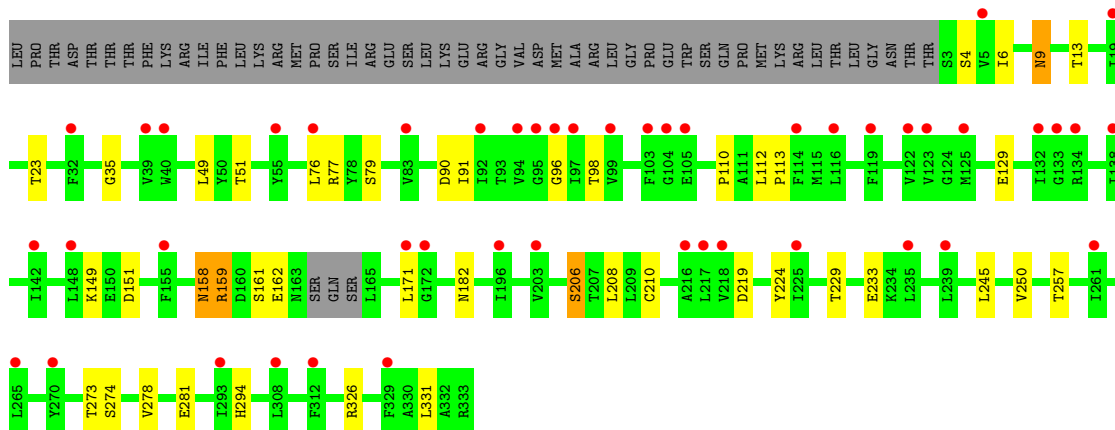 LEU PRO THR ASP THR THR THR PHE LYS ARG ILE PHE LEU LYS ARG MET PRO SER ILE ARG GLU SER LEU LYS GLU ARG GLY VAL ASP MET ALA ARG LEU GLY PRO GLU TRP SER GLN PRO MET LYS ARG LEU THR LEU GLY ASN THR THR S3 S4 V5 I6 N9 T13 I19
T23 F32 G35 V39 W40 L49 Y50 T51 Y55 L76 R77 Y78 S79 V83 D90 I91 I92 T93 V94 G95 G96 I97 T98 V99 F103 G104 E105 P110 A111 L112 P113 F114 M115 L116 F119 V122 V123 G124 M125 E129 I132 G133 R134 I138
I142 L148 K149 E150 D151 F155 N158 R159 D160 S161 E162 N163 SER GLN SER L165 L171 G172 N182 I196 V203 S206 T207 L208 L209 C210 A216 L217 V218 D219 Y224 I225 T229 E233 K234 L235 L239 L245 V250 T257 I261
L265 Y270 T273 S274 V278 E281 I293 H294 L308 F312 R326 F329 A330 L331 A332 R333